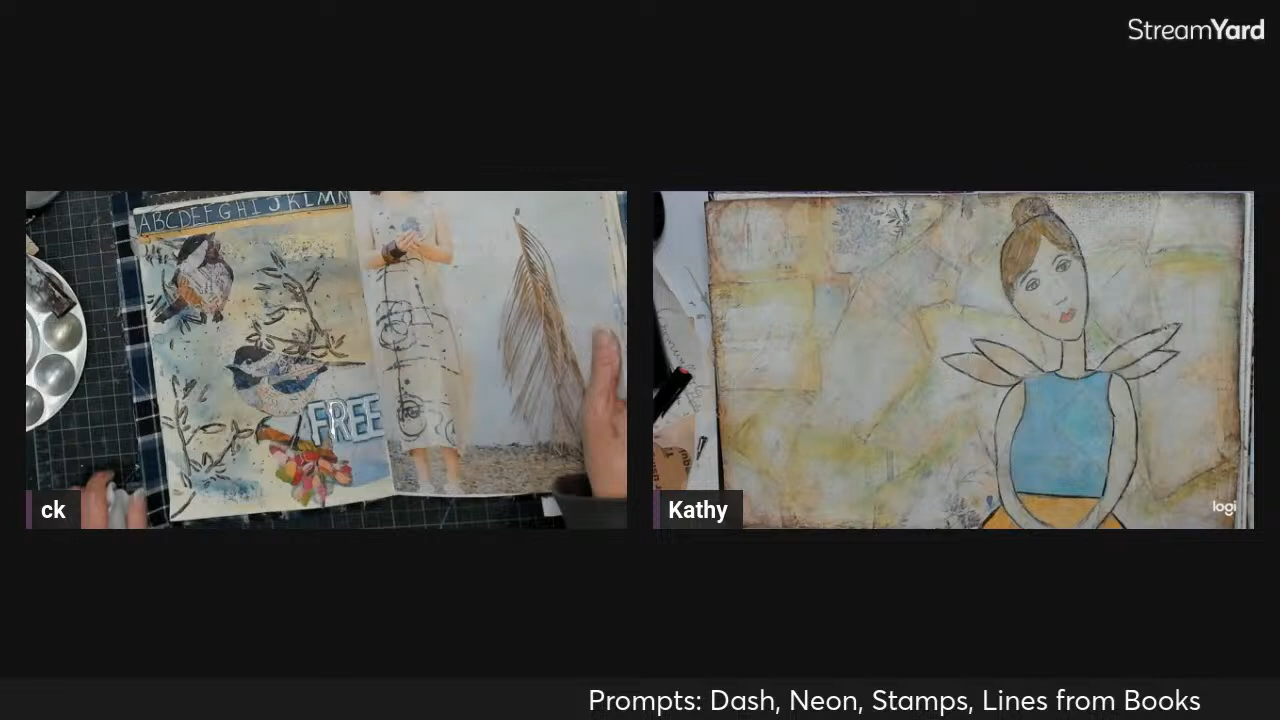 StreamYard
ABCDEFGHIJKLMN
FREE
ck
Kathy
logi
Prompts: Dash, Neon, Stamps, Lines from Books